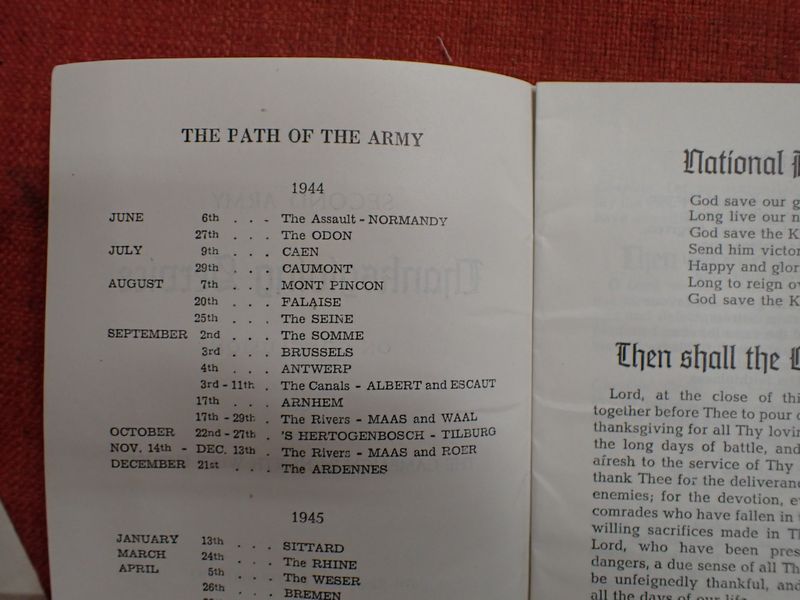 THE PATH OF THE ARMY
1944
JUNE 6th . . . The Assault - NORMANDY
27th . . . The ODON
JULY 9th . . . CAEN
29th . . . CAUMONT
AUGUST 7th . . . MONT PINCON
20th . . . FALAISE
25th . . . The SEINE
SEPTEMBER 2nd . . . The SOMME
3rd . . . BRUSSELS
4th . . . ANTWERP
3rd - 11th . The Canals - ALBERT and ESCAUT
17th . . . ARNHEM
17th - 29th . The Rivers - MAAS and WAAL
OCTOBER 22nd - 27th . 'S HERTOGENBOSCH - TILBURG
NOV. 14th - DEC. 13th . The Rivers - MAAS and ROER
DECEMBER 21st . . . The ARDENNES
1945
JANUARY 13th . . . SITTARD
MARCH 24th . . . The RHINE
APRIL 5th . . . The WESER
26th . . . BREMEN
National
God save our
Long live our
God save the
Send him
Happy and
Long to reign
God save the
Then shall the
Lord, at the close of
together before Thee to pour
thanksgiving for all Thy
the long days of battle, and
afresh to the service of Thy
thank Thee for the
enemies; for the devotion,
comrades who have fallen in
willing sacrifices made in
Lord, who have been
dangers, a due sense of all
be unfeignedly thankful, and
all the days of our life